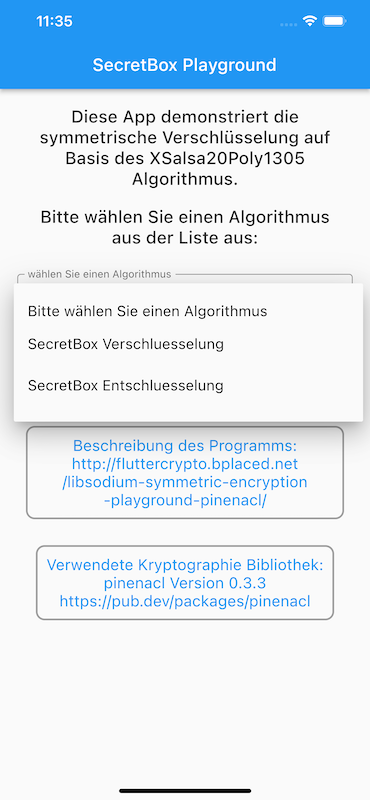 11:35
SecretBox Playground
Diese App demonstriert die
symmetrische Verschlüsselung auf
Basis des XSalsa20Poly1305
Algorithmus.
Bitte wählen Sie einen Algorithmus
aus der Liste aus:
wählen Sie einen Algorithmus
Bitte wählen Sie einen Algorithmus
SecretBox Verschluesselung
SecretBox Entschluesselung
Beschreibung des Programms:
http://fluttercrypto.bplaced.net
/libsodium-symmetric-encryption
-playground-pinenacl/
Verwendete Kryptographie Bibliothek:
pinenacl Version 0.3.3
https://pub.dev/packages/pinenacl